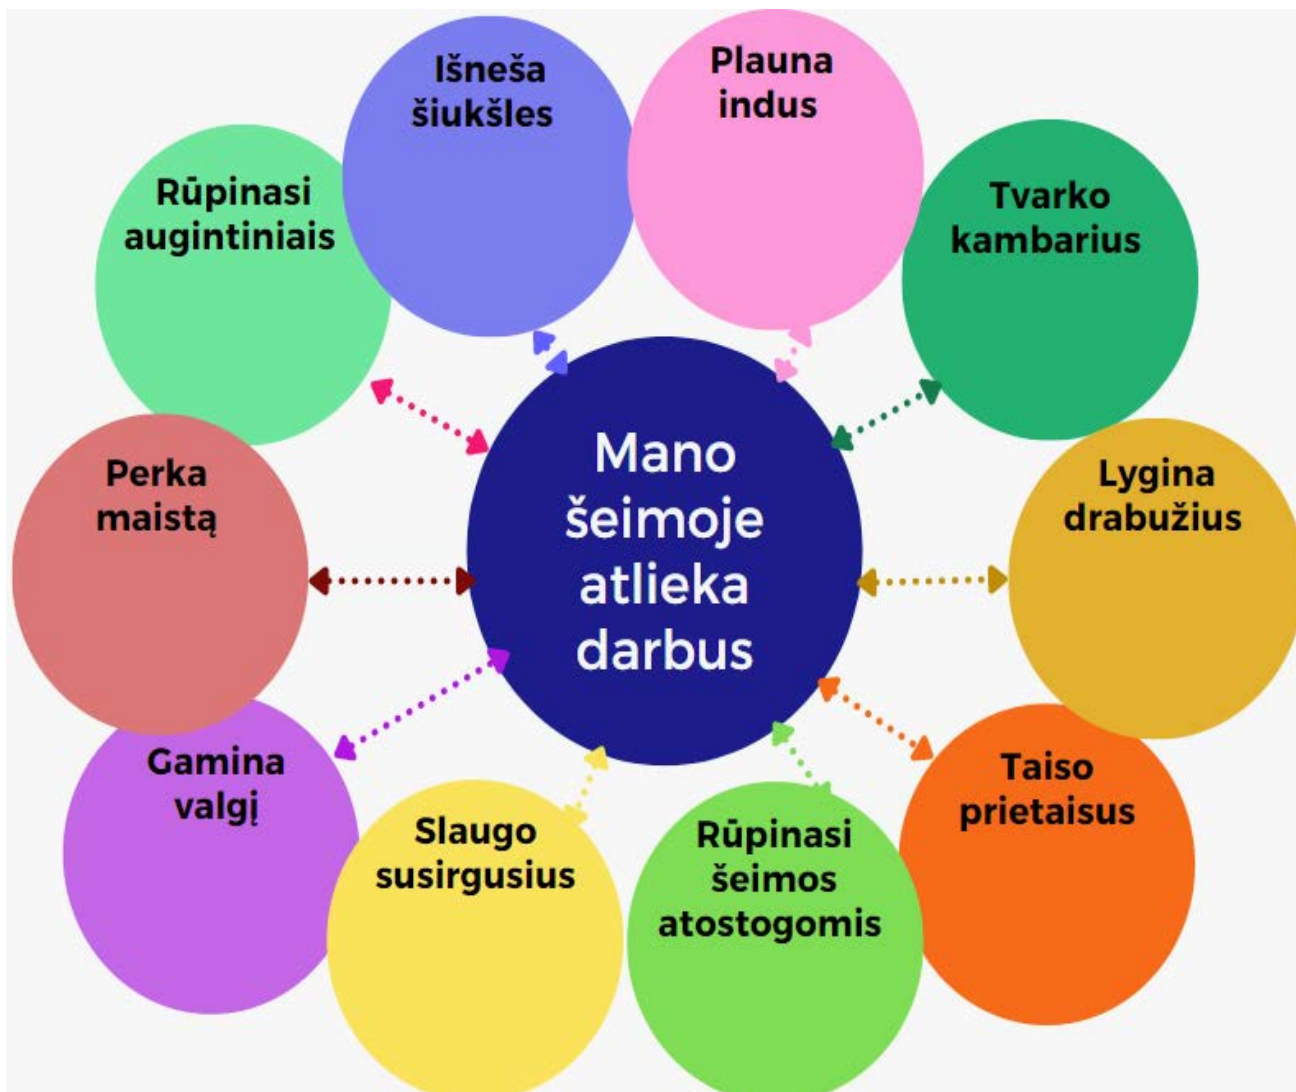 Išneša
šiukšles
Plauna
indus
Rūpinasi
augintiniais
Tvarko
kambarius
Perka
maistą
Mano
šeimoje
atlieka
darbus
Lygina
drabužius
Gamina
valgį
Slaugo
susirgusius
Rūpinasi
šeimos
atostogomis
Taiso
prietaisus